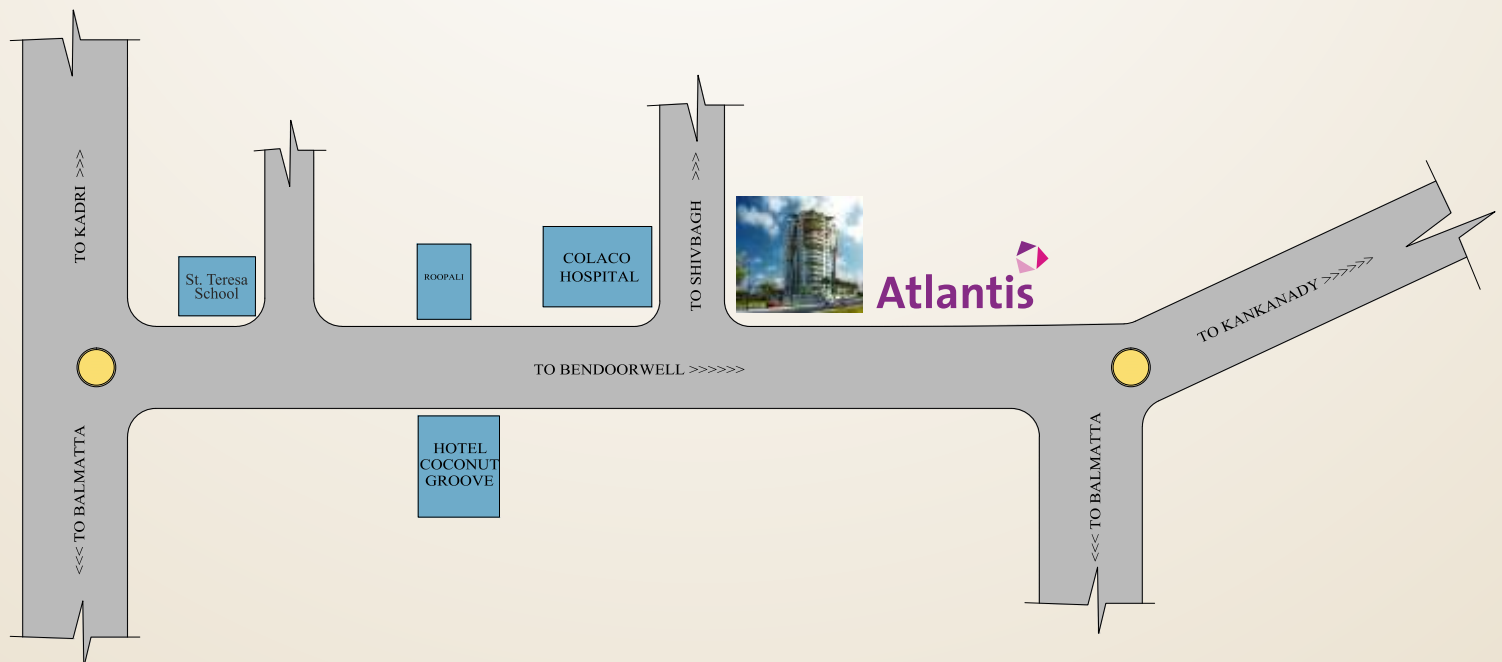 TO KADRI >>>
St. Teresa
School
ROOPALI
COLACO
HOSPITAL
TO SHIVBAGH >>>
Atlantis
TO KANKANADY >>>>>>
TO BENDOORWELL >>>>>>
<<< TO BALMATTA
HOTEL
COCONUT
GROOVE
<<< TO BALMATTA